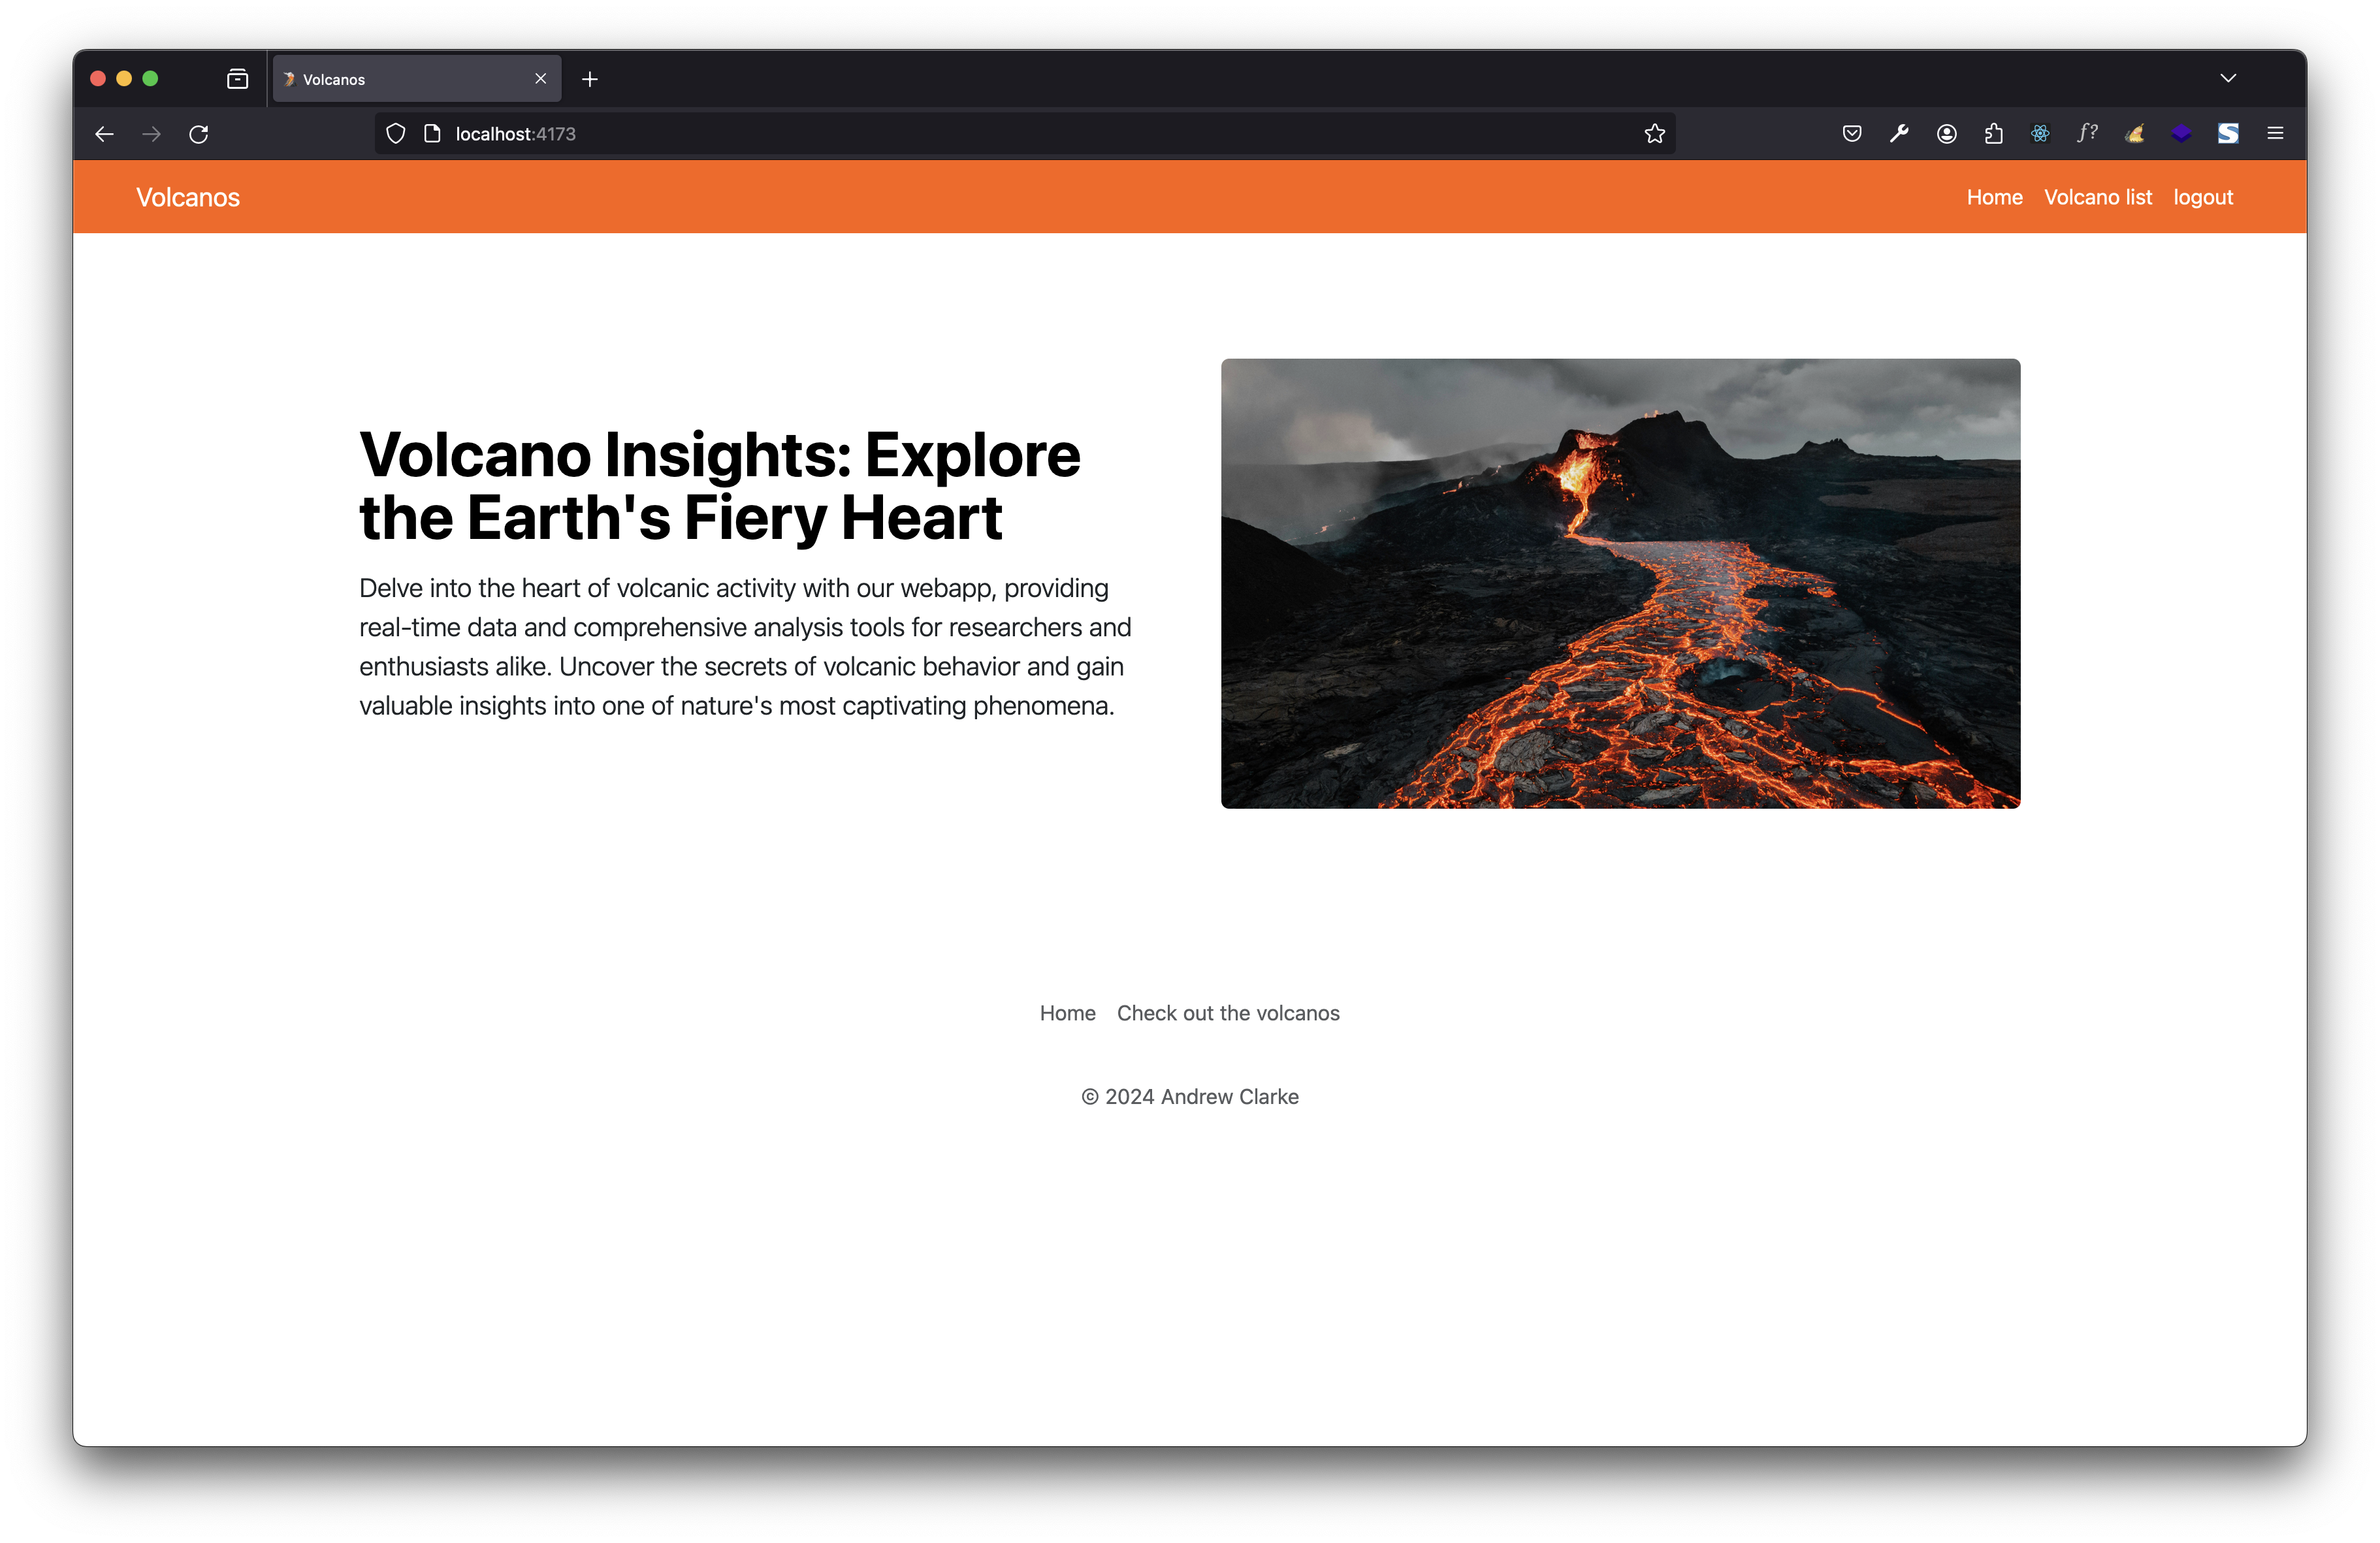 Volcanos
localhost:4173
f?
S
Volcanos
Home Volcano list logout
Volcano Insights: Explore
the Earth's Fiery Heart
Delve into the heart of volcanic activity with our webapp, providing
real-time data and comprehensive analysis tools for researchers and
enthusiasts alike. Uncover the secrets of volcanic behavior and gain
valuable insights into one of nature's most captivating phenomena.
Home Check out the volcanos
© 2024 Andrew Clarke